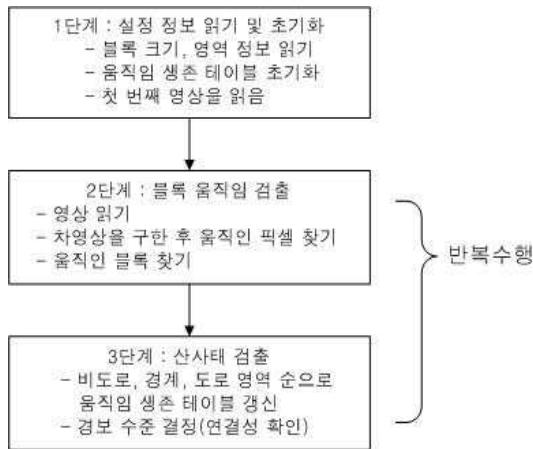 1단계 : 설정 정보 읽기 및 초기화
- 블록 크기, 영역 정보 읽기
- 움직임 생존 테이블 초기화
- 첫 번째 영상을 읽음
2단계 : 블록 움직임 검출
- 영상 읽기
- 차영상을 구한 후 움직인 픽셀 찾기
- 움직인 블록 찾기
반복수행
3단계 : 산사태 검출
- 비도로, 경계, 도로 영역 순으로
움직임 생존 테이블 갱신
- 경보 수준 결정(연결성 확인)